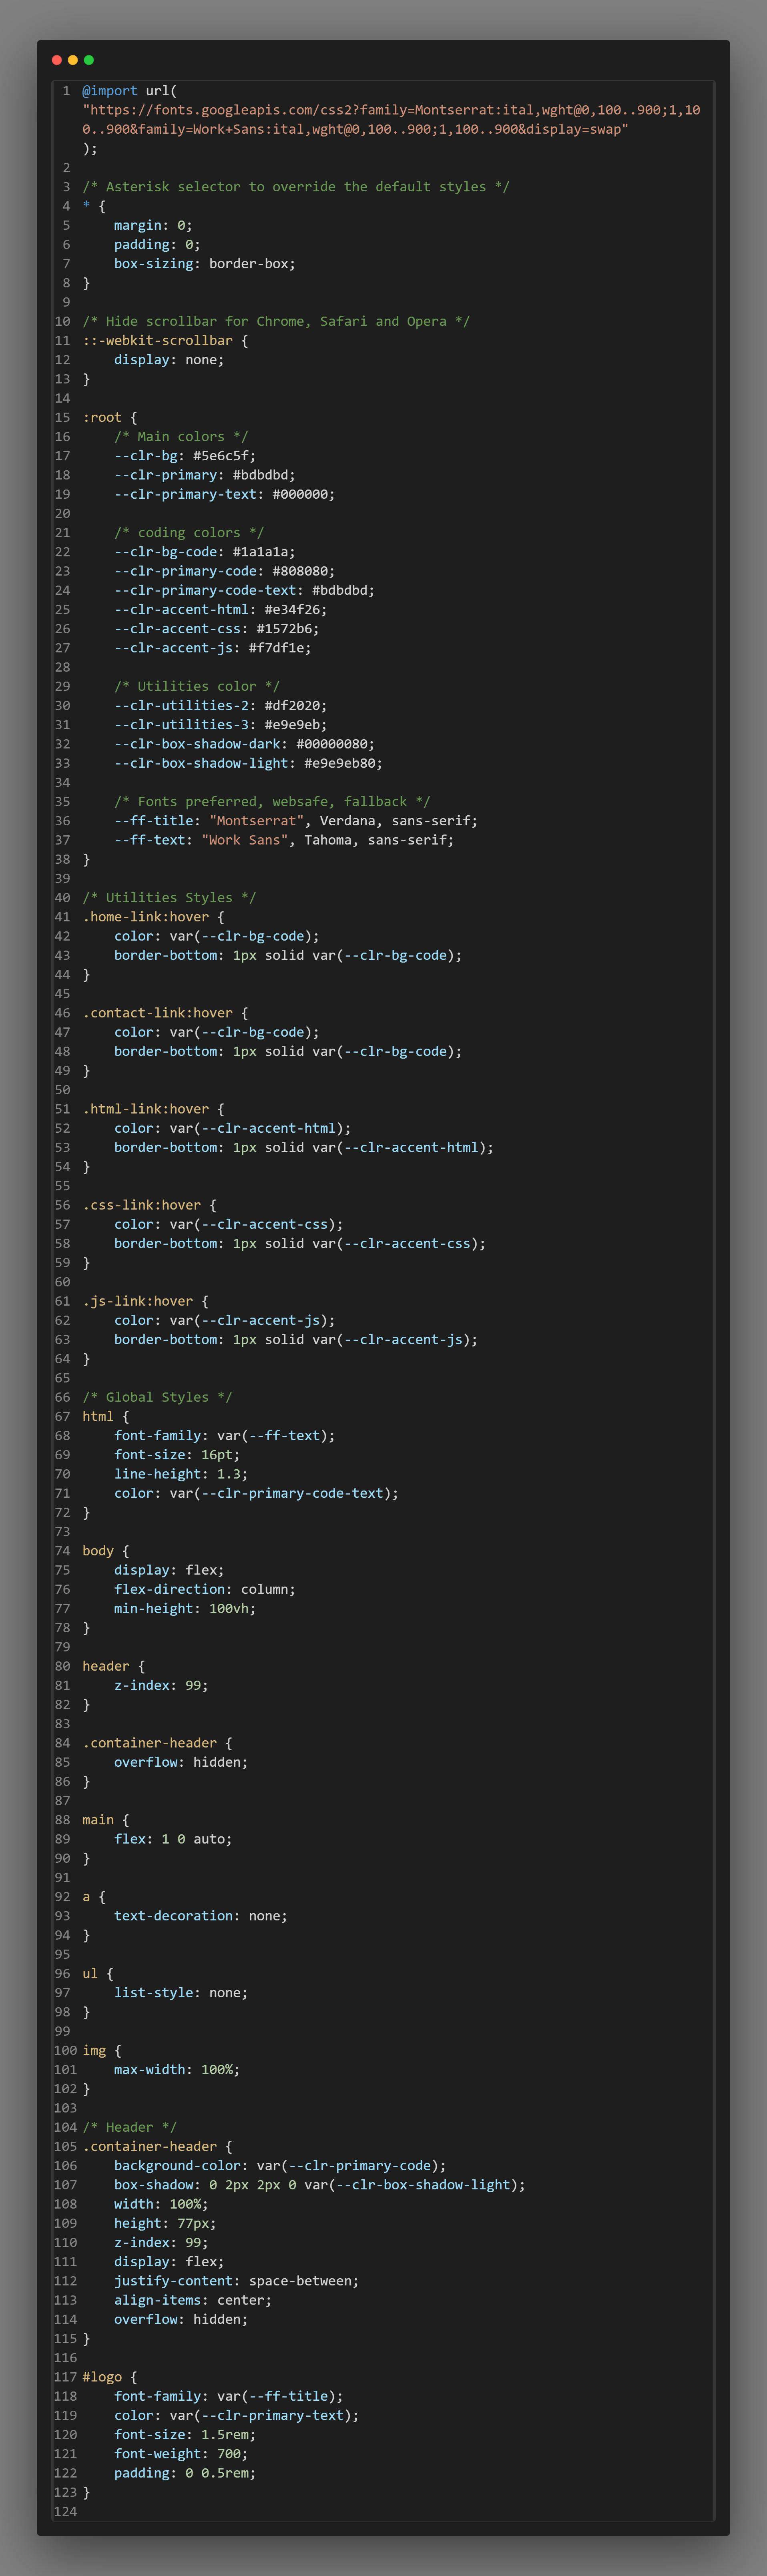 1 @import url(
"https://fonts.googleapis.com/css2?family=Montserrat:ital,wght@0,100..900;1,10
0..900&family=Work+Sans:ital,wght@0,100..900;1,100..900&display=swap"
);
2
3 /* Asterisk selector to override the default styles */
4 * {
5     margin: 0;
6     padding: 0;
7     box-sizing: border-box;
8 }
9
10 /* Hide scrollbar for Chrome, Safari and Opera */
11 ::-webkit-scrollbar {
12     display: none;
13 }
14
15 :root {
16     /* Main colors */
17     --clr-bg: #5e6c5f;
18     --clr-primary: #bdbdbd;
19     --clr-primary-text: #000000;
20
21     /* coding colors */
22     --clr-bg-code: #1a1a1a;
23     --clr-primary-code: #808080;
24     --clr-primary-code-text: #bdbdbd;
25     --clr-accent-html: #e34f26;
26     --clr-accent-css: #1572b6;
27     --clr-accent-js: #f7df1e;
28
29     /* Utilities color */
30     --clr-utilities-2: #df2020;
31     --clr-utilities-3: #e9e9eb;
32     --clr-box-shadow-dark: #00000080;
33     --clr-box-shadow-light: #e9e9eb80;
34
35     /* Fonts preferred, websafe, fallback */
36     --ff-title: "Montserrat", Verdana, sans-serif;
37     --ff-text: "Work Sans", Tahoma, sans-serif;
38 }
39
40 /* Utilities Styles */
41 .home-link:hover {
42     color: var(--clr-bg-code);
43     border-bottom: 1px solid var(--clr-bg-code);
44 }
45
46 .contact-link:hover {
47     color: var(--clr-bg-code);
48     border-bottom: 1px solid var(--clr-bg-code);
49 }
50
51 .html-link:hover {
52     color: var(--clr-accent-html);
53     border-bottom: 1px solid var(--clr-accent-html);
54 }
55
56 .css-link:hover {
57     color: var(--clr-accent-css);
58     border-bottom: 1px solid var(--clr-accent-css);
59 }
60
61 .js-link:hover {
62     color: var(--clr-accent-js);
63     border-bottom: 1px solid var(--clr-accent-js);
64 }
65
66 /* Global Styles */
67 html {
68     font-family: var(--ff-text);
69     font-size: 16pt;
70     line-height: 1.3;
71     color: var(--clr-primary-code-text);
72 }
73
74 body {
75     display: flex;
76     flex-direction: column;
77     min-height: 100vh;
78 }
79
80 header {
81     z-index: 99;
82 }
83
84 .container-header {
85     overflow: hidden;
86 }
87
88 main {
89     flex: 1 0 auto;
90 }
91
92 a {
93     text-decoration: none;
94 }
95
96 ul {
97     list-style: none;
98 }
99
100 img {
101     max-width: 100%;
102 }
103
104 /* Header */
105 .container-header {
106     background-color: var(--clr-primary-code);
107     box-shadow: 0 2px 2px 0 var(--clr-box-shadow-light);
108     width: 100%;
109     height: 77px;
110     z-index: 99;
111     display: flex;
112     justify-content: space-between;
113     align-items: center;
114     overflow: hidden;
115 }
116
117 #logo {
118     font-family: var(--ff-title);
119     color: var(--clr-primary-text);
120     font-size: 1.5rem;
121     font-weight: 700;
122     padding: 0 0.5rem;
123 }
124